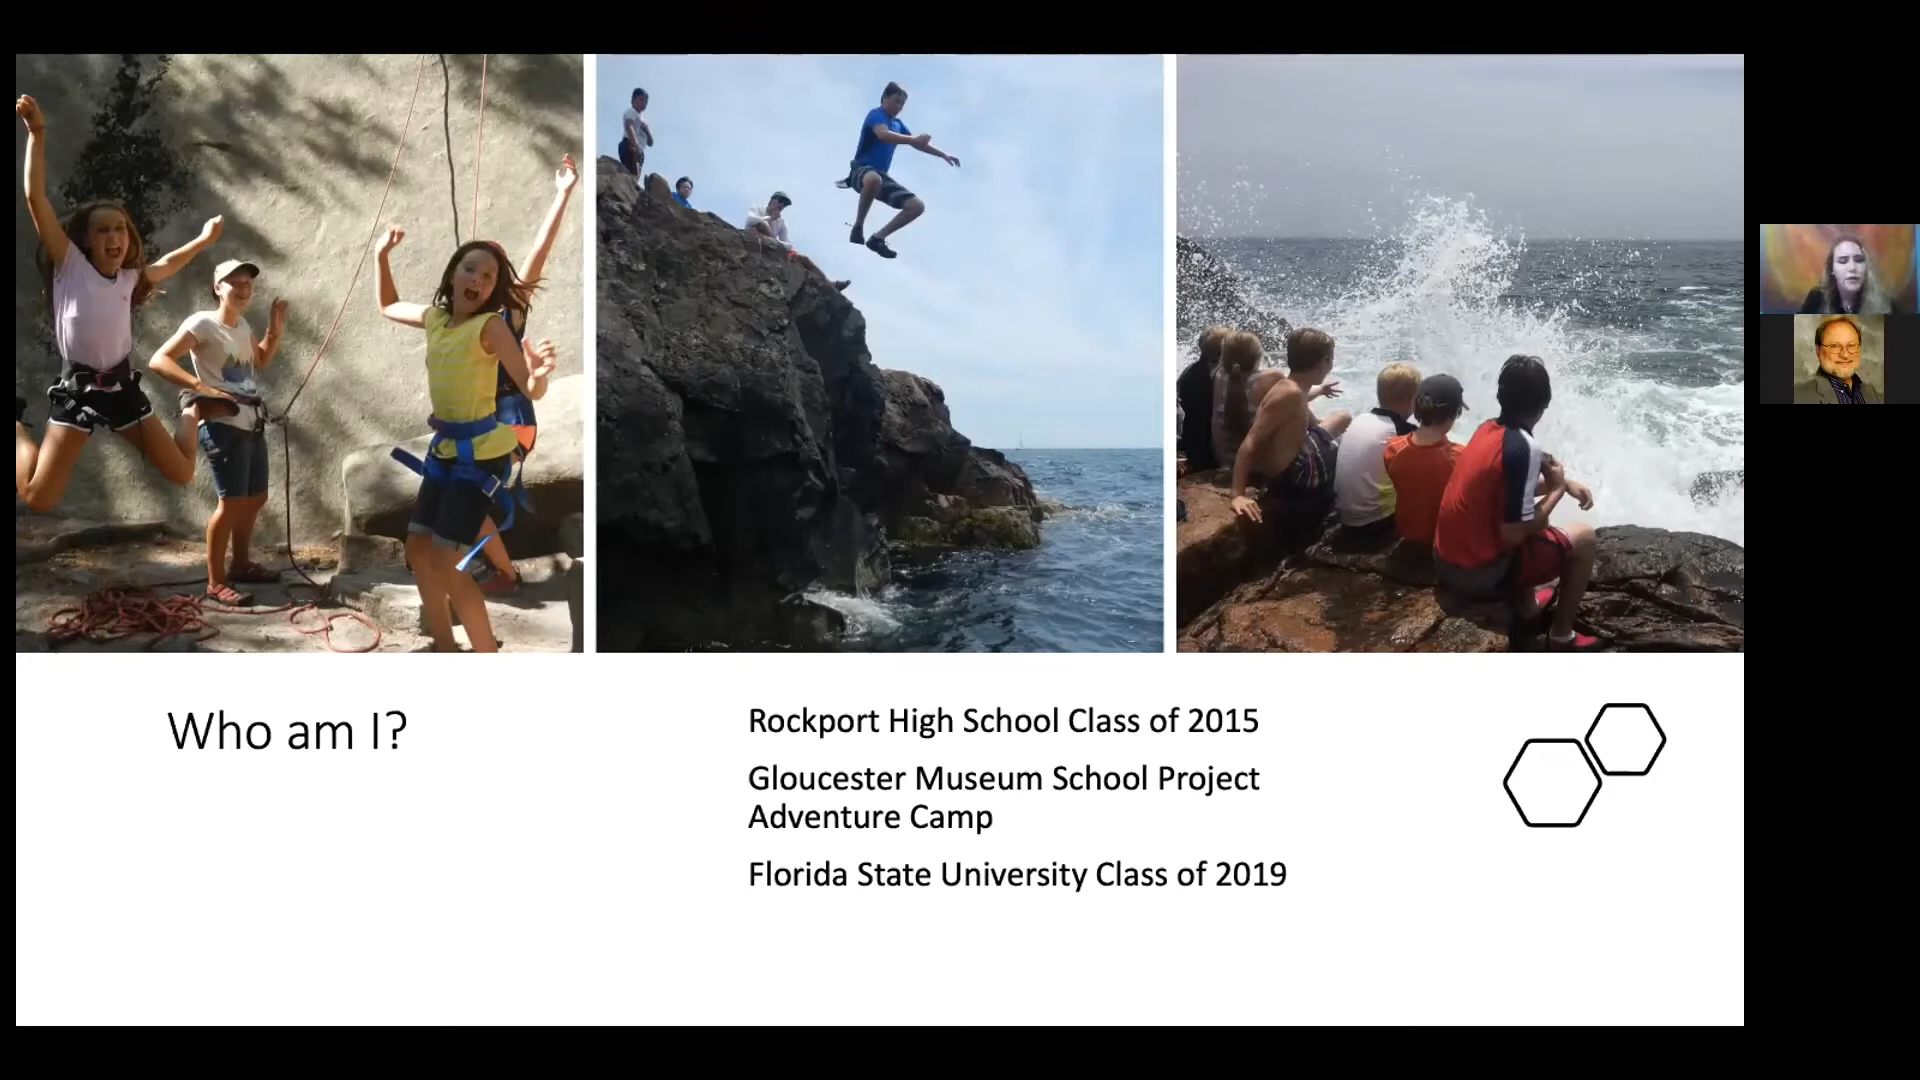 Who am I?
Rockport High School Class of 2015
Gloucester Museum School Project
Adventure Camp
Florida State University Class of 2019